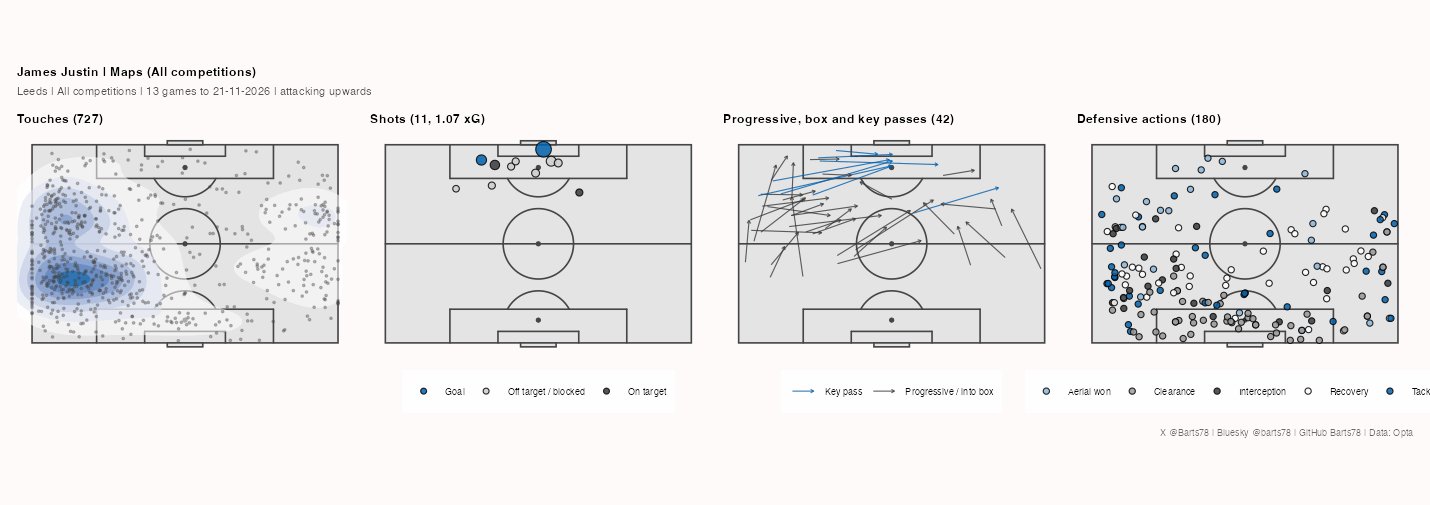 James Justin | Maps (All competitions)
Leeds | All competitions | 13 games to 21-11-2026 | attacking upwards
Touches (727)
Shots (11, 1.07 xG)
Progressive, box and key passes (42)
Defensive actions (180)
Goal
Off target / blocked
On target
Key pass
Progressive / into box
Aerial won
Clearance
Interception
Recovery
Tack
X @Barts78 | Bluesky @barts78 | GitHub Barts78 | Data: Opta